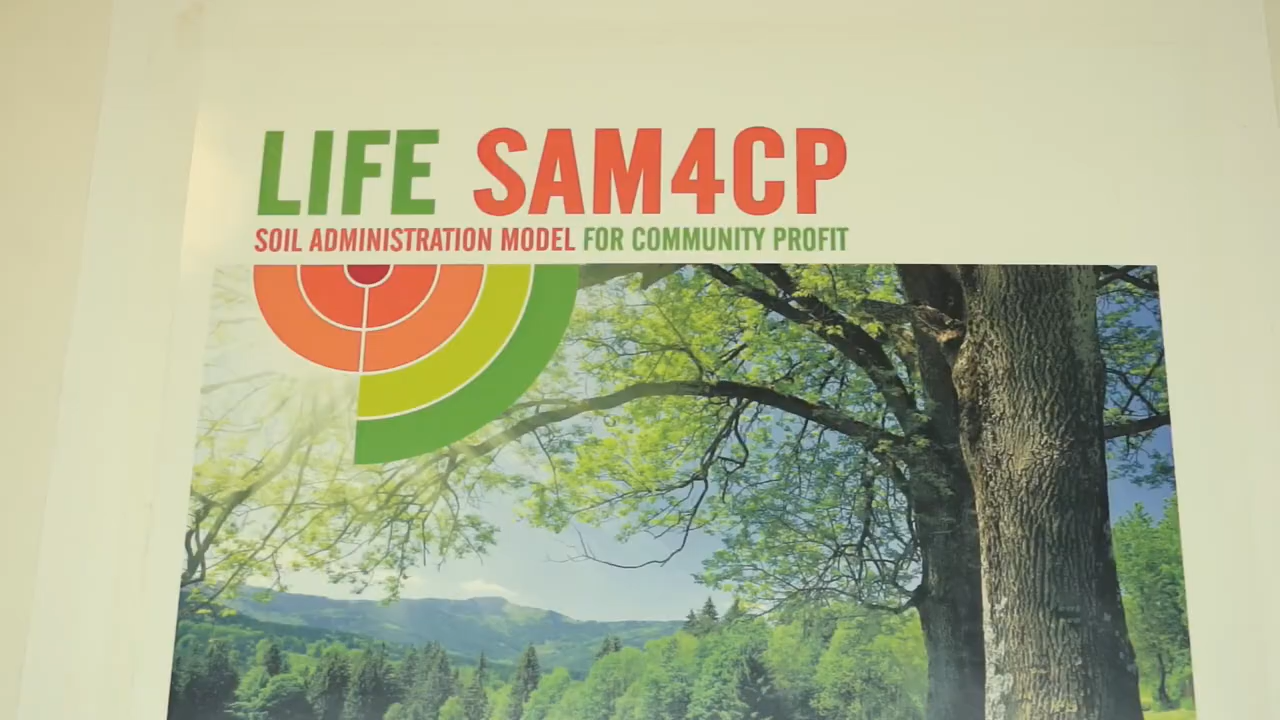 LIFE SAM4CP
SOIL ADMINISTRATION MODEL FOR COMMUNITY PROFIT